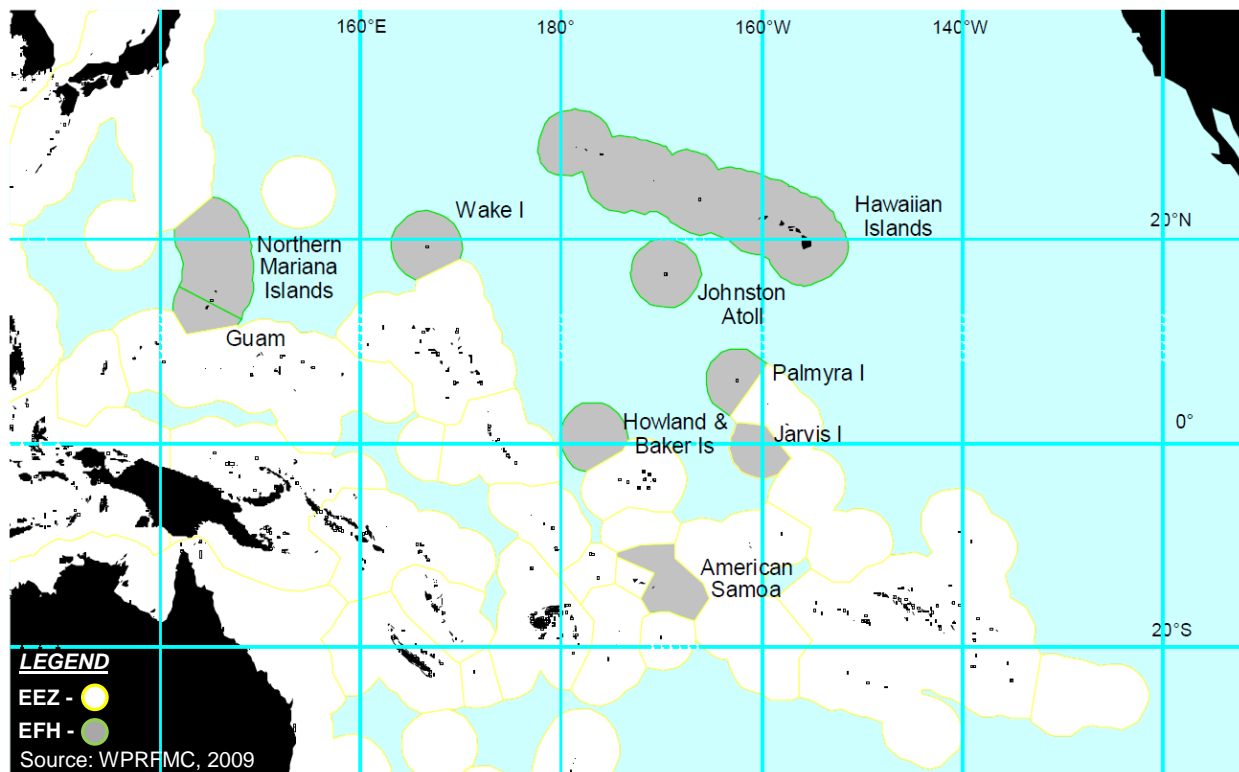 160°E
180°
160°W
140°W
Wake I
Hawaiian
Islands
20°N
Northern
Mariana
Islands
Johnston
Atoll
Guam
Palmyra I
Howland &
Baker Is
Jarvis I
0°
American
Samoa
20°S
LEGEND
EEZ -
EFH -
Source: WPRFMC, 2009